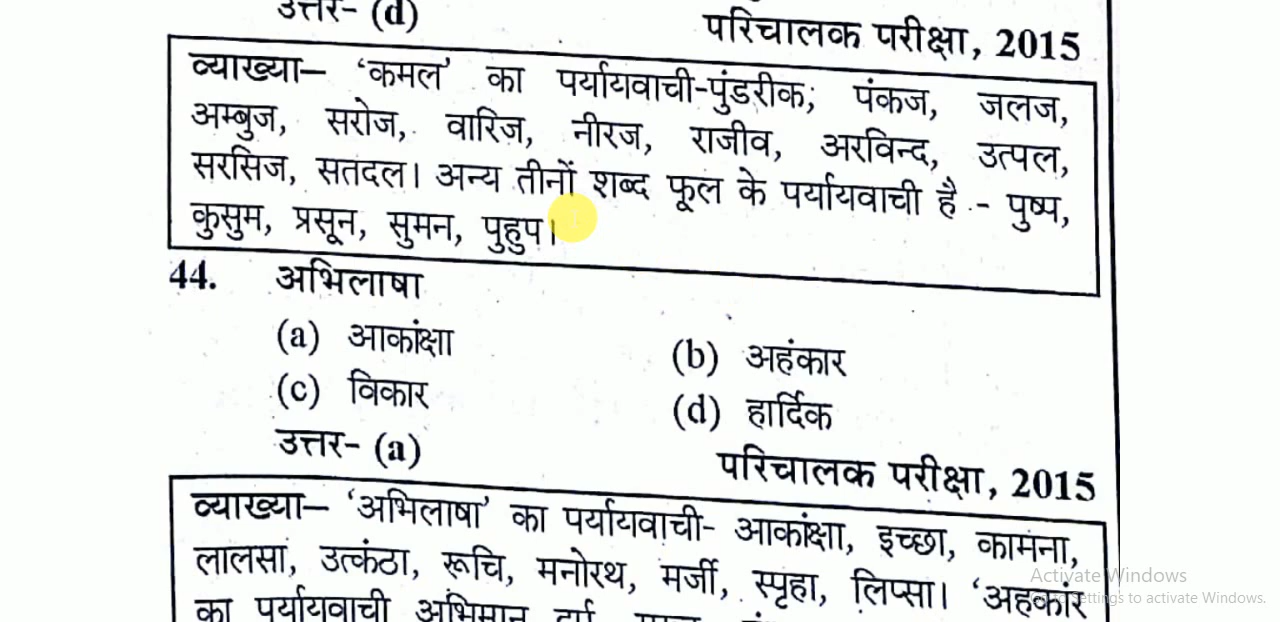 उत्तर- (d)
परिचालक परीक्षा, 2015
व्याख्या– 'कमल' का पर्यायवाची-पुंडरीक; पंकज, जलज,
अम्बुज, सरोज, वारिज, नीरज, राजीव, अरविन्द, उत्पल,
सरसिज, सतदल। अन्य तीनों शब्द फूल के पर्यायवाची है - पुष्प,
कुसुम, प्रसून, सुमन, पुहुप।
44. अभिलाषा
(a) आकांक्षा (b) अहंकार
(c) विकार (d) हार्दिक
उत्तर- (a)
परिचालक परीक्षा, 2015
व्याख्या– 'अभिलाषा' का पर्यायवाची- आकांक्षा, इच्छा, कामना,
लालसा, उत्कंठा, रूचि, मनोरथ, मर्जी, स्पृहा, लिप्सा। 'अहकांर
का पर्यायवाची अभिमान
Activate Windows
Go to Settings to activate Windows.